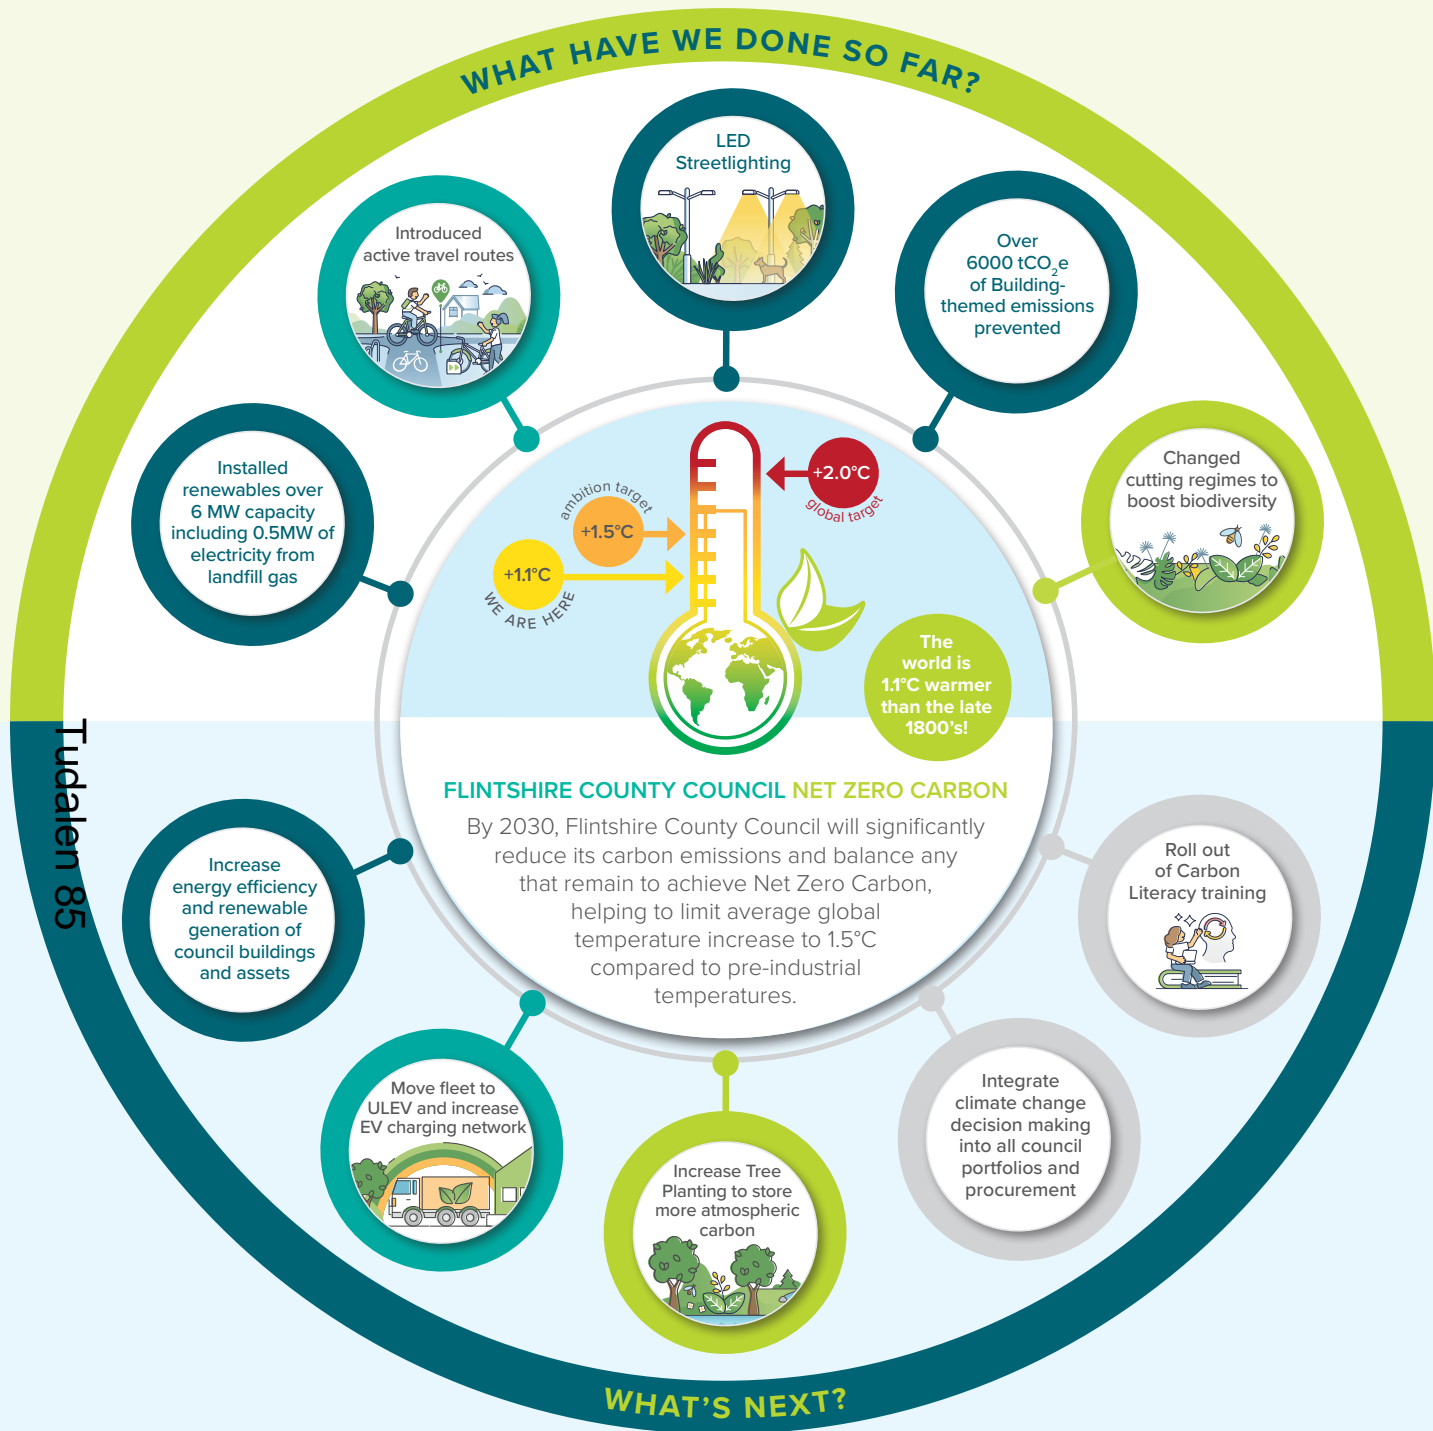 WHAT HAVE WE DONE SO FAR?
LED
Streetlighting
Introduced
active travel routes
Over
6000 tCO₂e
of Building-
themed emissions
prevented
Installed
renewables over
6 MW capacity
including 0.5MW of
electricity from
landfill gas
Changed
cutting regimes to
boost biodiversity
+2.0°C
global target
ambition target
+1.5°C
+1.1°C
WE ARE HERE
The
world is
1.1°C warmer
than the late
1800's!
Tudalen 85
FLINTSHIRE COUNTY COUNCIL NET ZERO CARBON
By 2030, Flintshire County Council will significantly
reduce its carbon emissions and balance any
that remain to achieve Net Zero Carbon,
helping to limit average global
temperature increase to 1.5°C
compared to pre-industrial
temperatures.
Increase
energy efficiency
and renewable
generation of
council buildings
and assets
Roll out
of Carbon
Literacy training
Move fleet to
ULEV and increase
EV charging network
Integrate
climate change
decision making
into all council
portfolios and
procurement
Increase Tree
Planting to store
more atmospheric
carbon
WHAT'S NEXT?